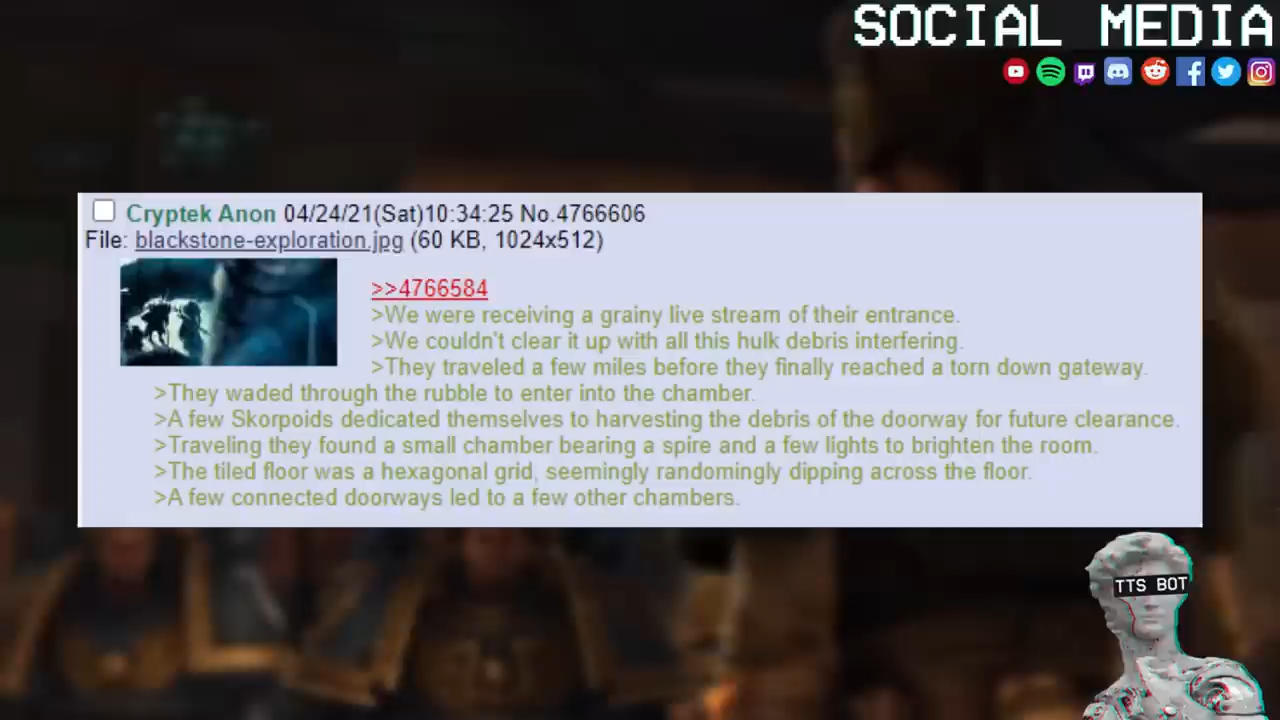 SOCIAL MEDIA
Cryptek Anon 04/24/21(Sat)10:34:25 No.4766606
File: blackstone-exploration.jpg (60 KB, 1024x512)
>>4766584
>We were receiving a grainy live stream of their entrance.
>We couldn't clear it up with all this hulk debris interfering.
>They traveled a few miles before they finally reached a torn down gateway.
>They waded through the rubble to enter into the chamber.
>A few Skorpoids dedicated themselves to harvesting the debris of the doorway for future clearance.
>Traveling they found a small chamber bearing a spire and a few lights to brighten the room.
>The tiled floor was a hexagonal grid, seemingly randomingly dipping across the floor.
>A few connected doorways led to a few other chambers.
TTS BOT